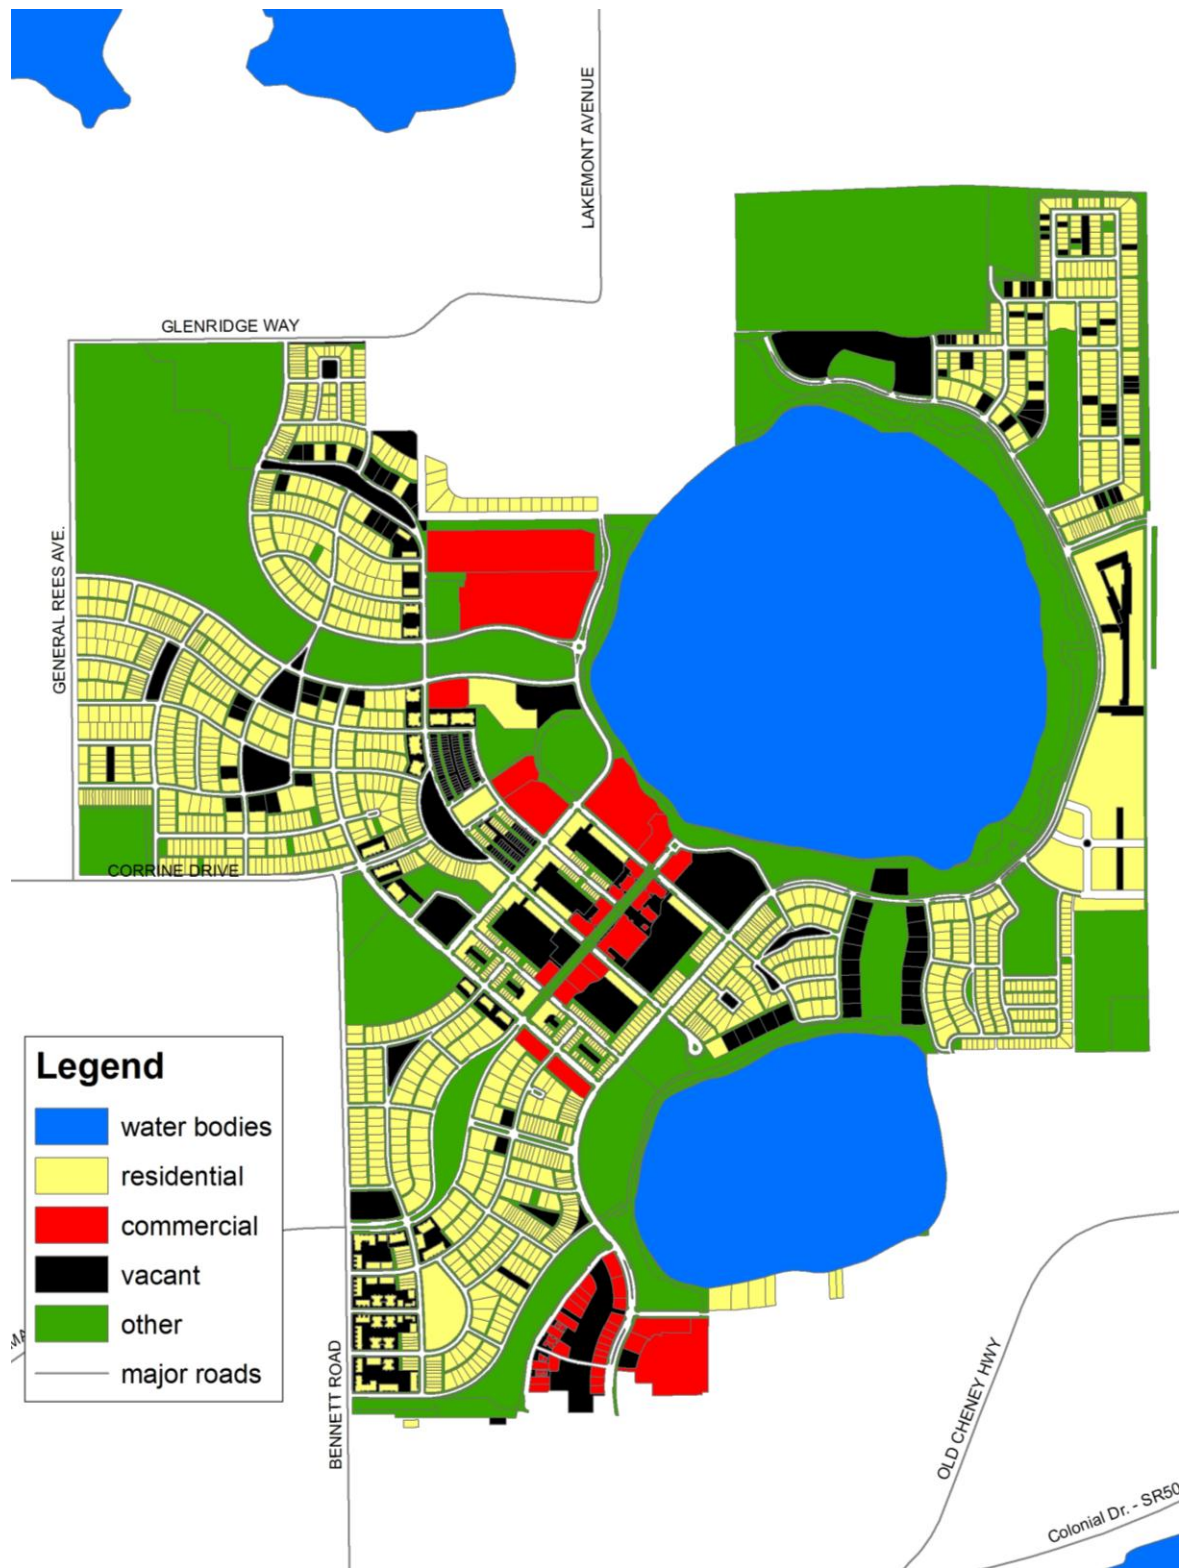 LAKEMONT AVENUE
GLENRIDGE WAY
GENERAL REES AVE.
CORRINE DRIVE
Legend
water bodies
residential
commercial
vacant
other
major roads
BENNETT ROAD
OLD CHENEY HWY
Colonial Dr. - SR50